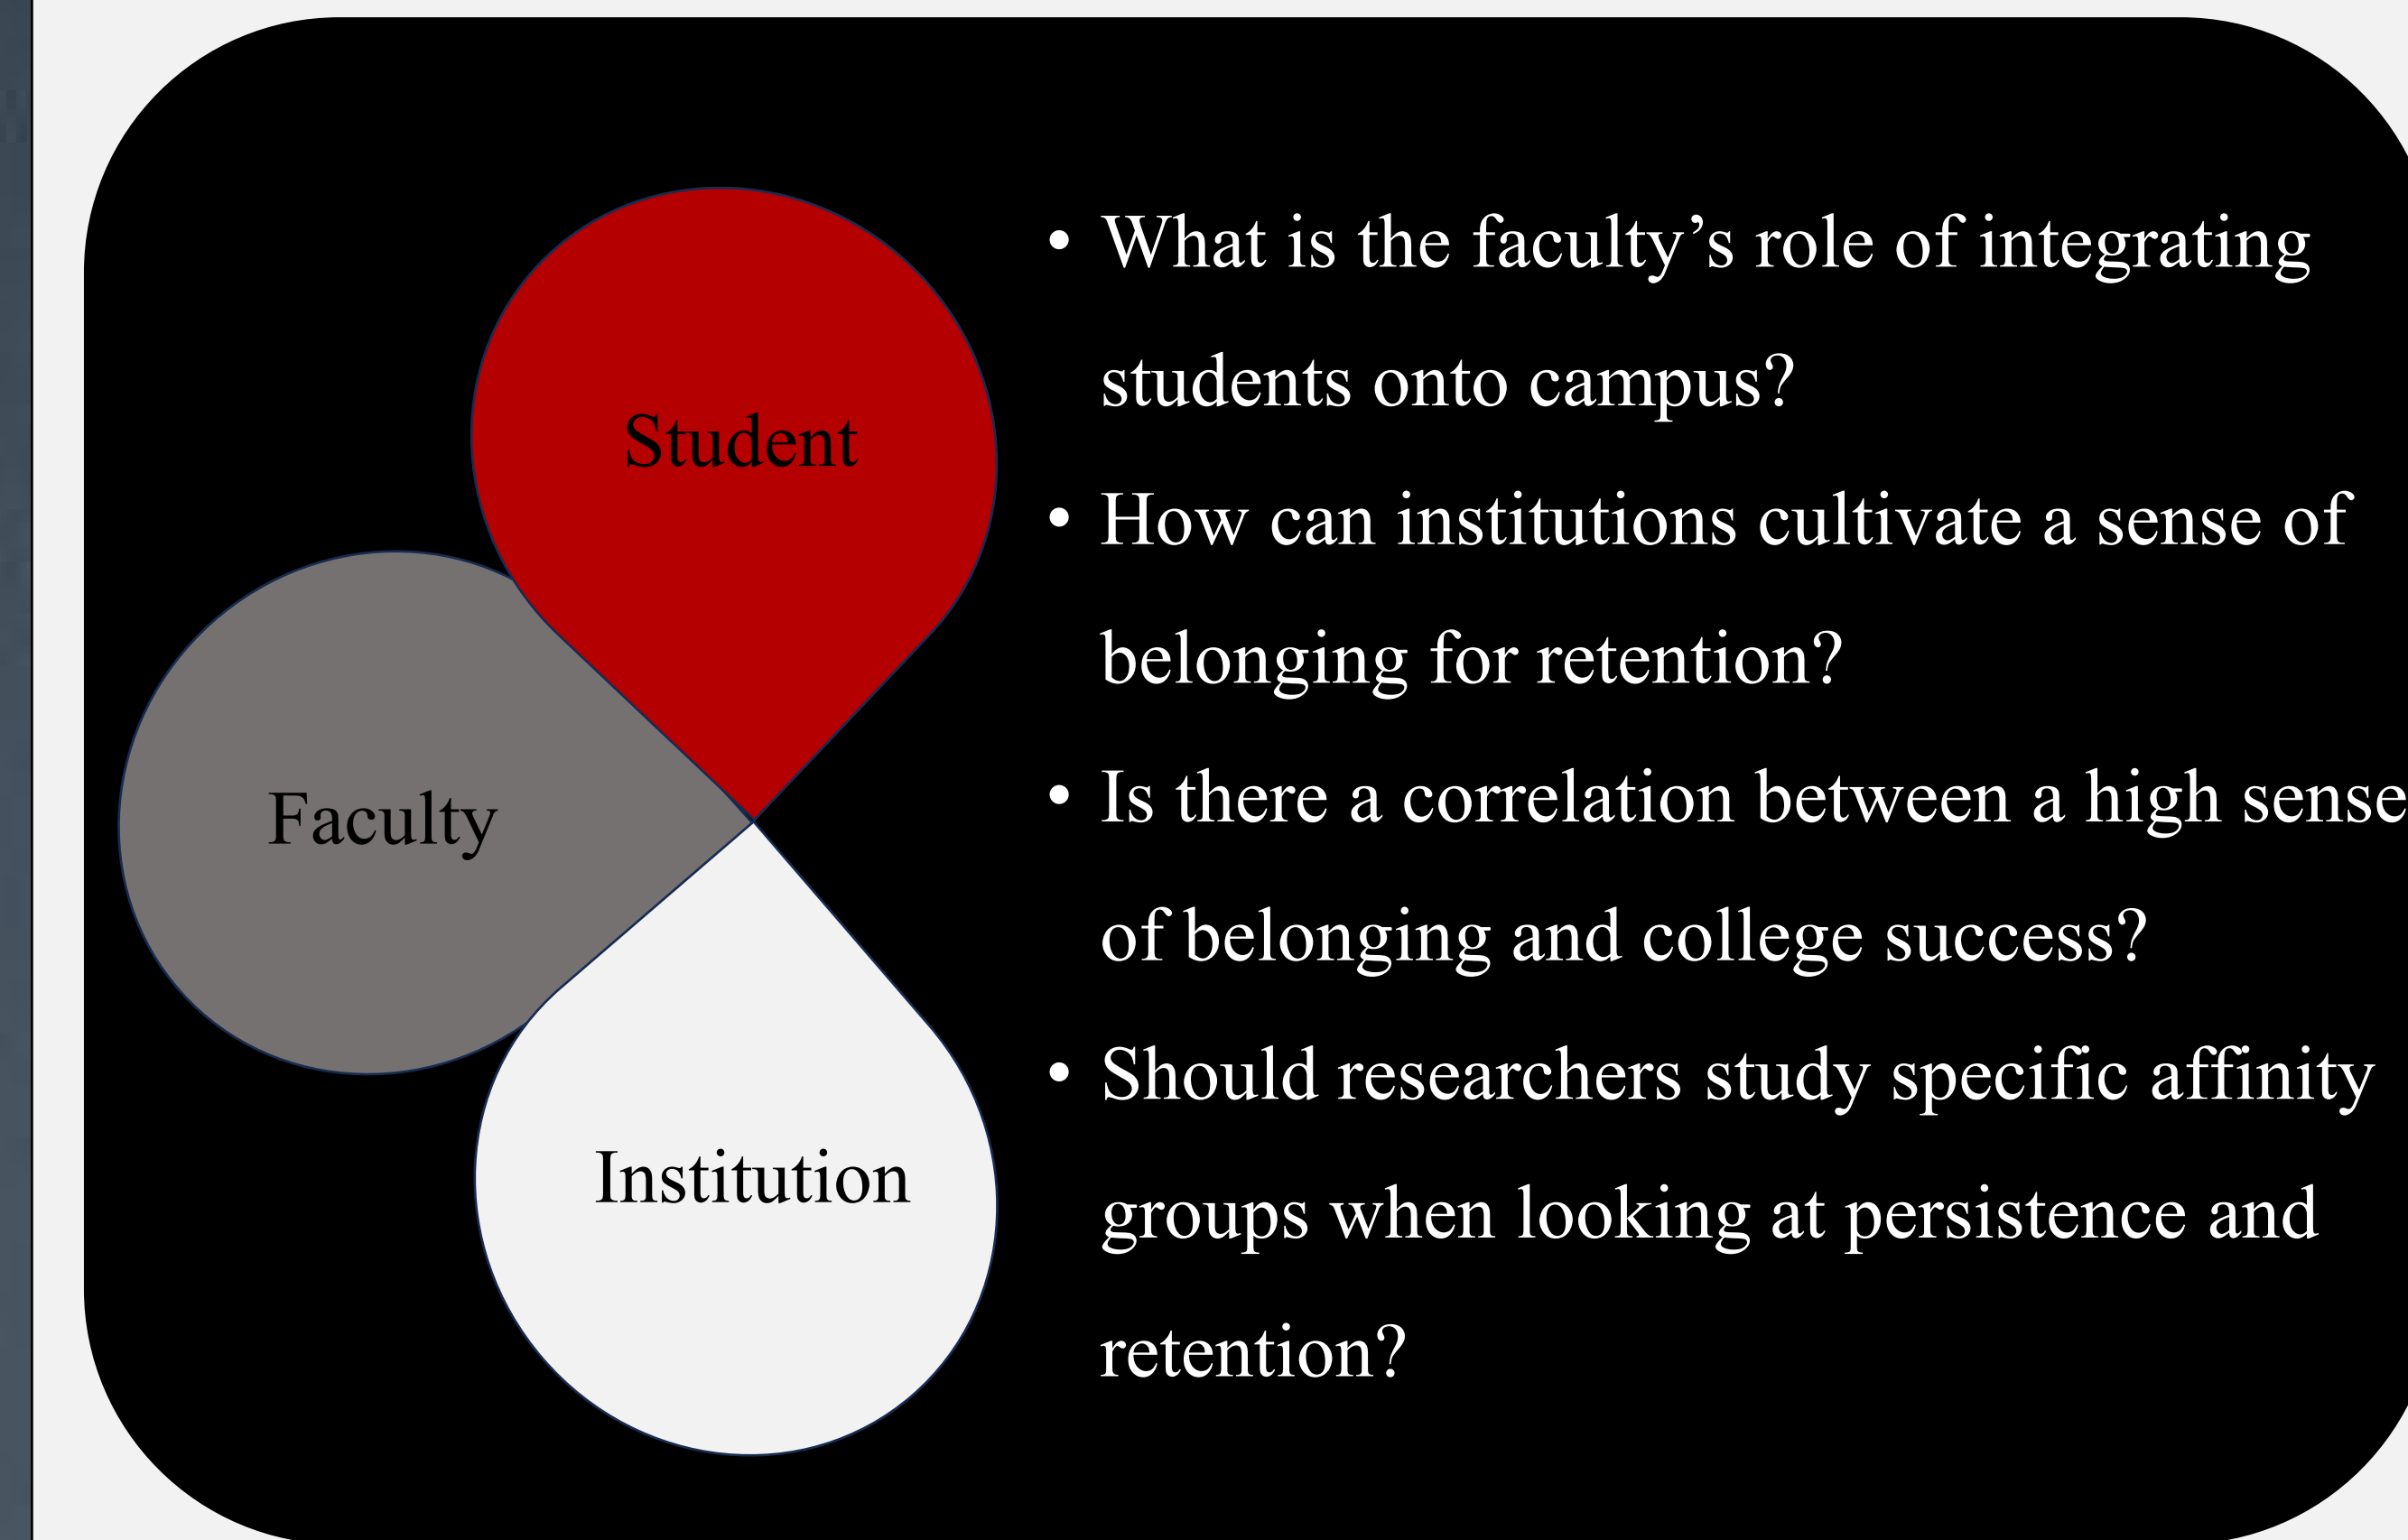 Student
Faculty
Institution
• What is the faculty’s role of integrating
students onto campus?
• How can institutions cultivate a sense of
belonging for retention?
• Is there a correlation between a high sense
of belonging and college success?
• Should researchers study specific affinity
groups when looking at persistence and
retention?